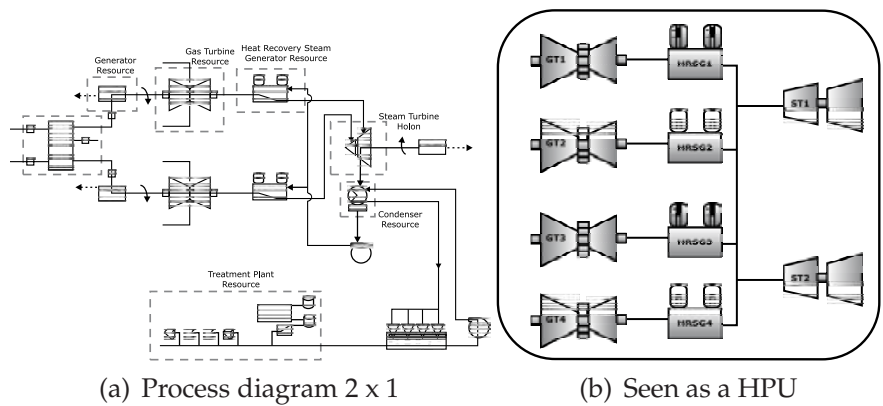 Generator
Resource
Gas Turbine
Resource
Heat Recovery Steam
Generator Resource
Steam Turbine
Holon
Condenser
Resource
Treatment Plant
Resource
(a) Process diagram 2 x 1
GT1
HRSG1
GT2
HRSG2
ST1
GT3
HRSG3
GT4
HRSG4
ST2
(b) Seen as a HPU